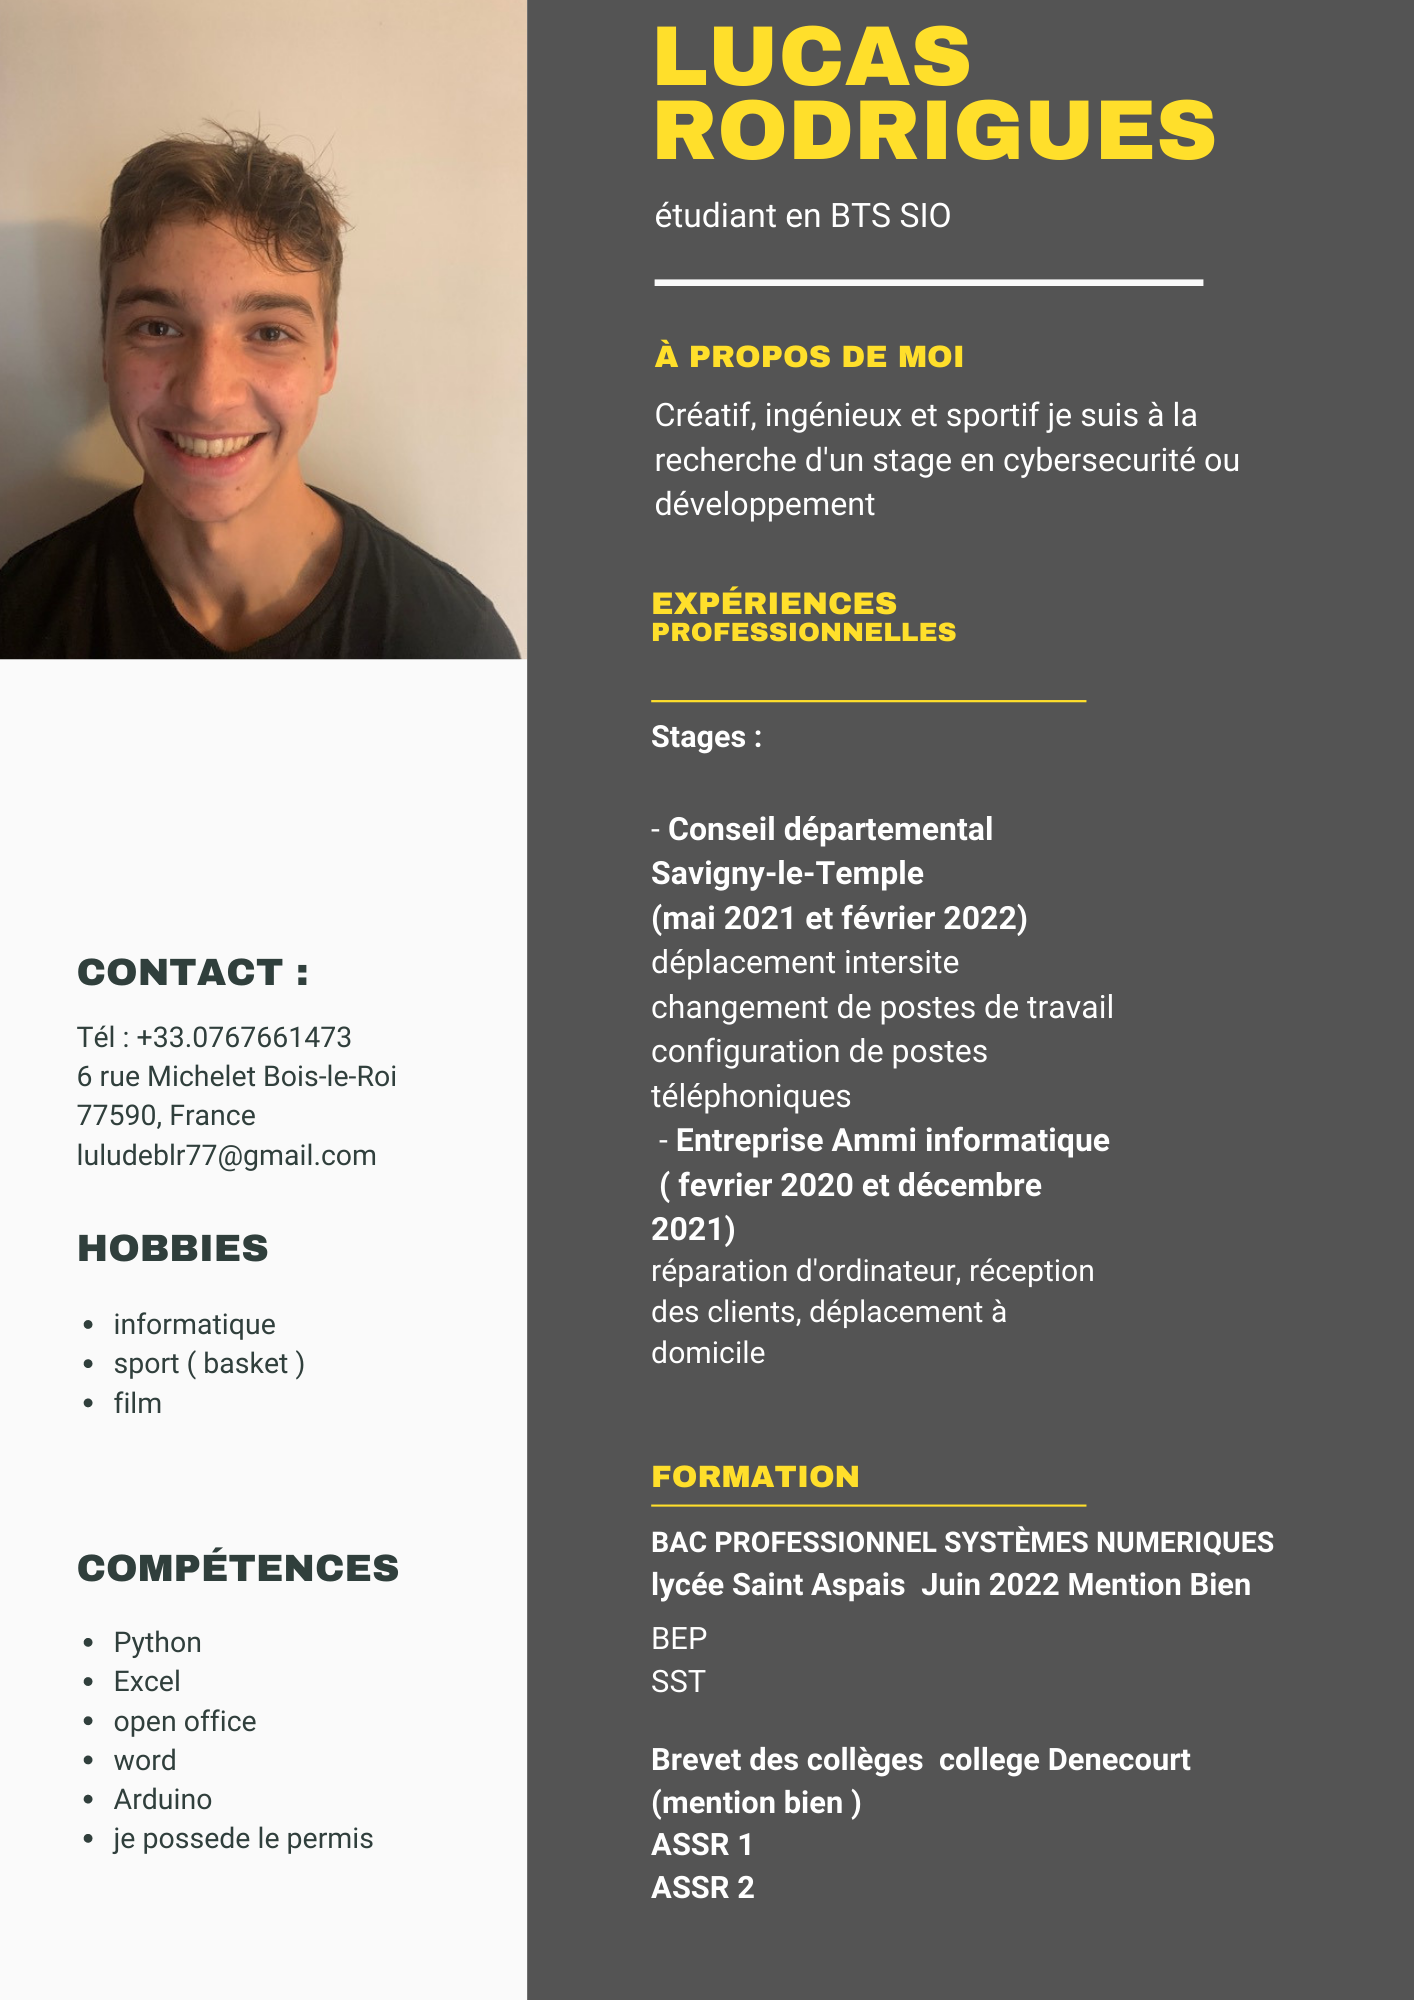 LUCAS
RODRIGUES
étudiant en BTS SIO
À PROPOS DE MOI
Créatif, ingénieux et sportif je suis à la
recherche d'un stage en cybersecurité ou
développement
EXPÉRIENCES
PROFESSIONNELLES
Stages :
- Conseil départemental
Savigny-le-Temple
(mai 2021 et février 2022)
déplacement intersite
changement de postes de travail
configuration de postes
téléphoniques
- Entreprise Ammi informatique
( fevrier 2020 et décembre
2021)
réparation d'ordinateur, réception
des clients, déplacement à
domicile
FORMATION
BAC PROFESSIONNEL SYSTÈMES NUMERIQUES
lycée Saint Aspais  Juin 2022 Mention Bien
BEP
SST
Brevet des collèges  college Denecourt
(mention bien )
ASSR 1
ASSR 2
CONTACT :
Tél : +33.0767661473
6 rue Michelet Bois-le-Roi
77590, France
luludeblr77@gmail.com
HOBBIES
• informatique
• sport ( basket )
• film
COMPÉTENCES
• Python
• Excel
• open office
• word
• Arduino
• je possede le permis